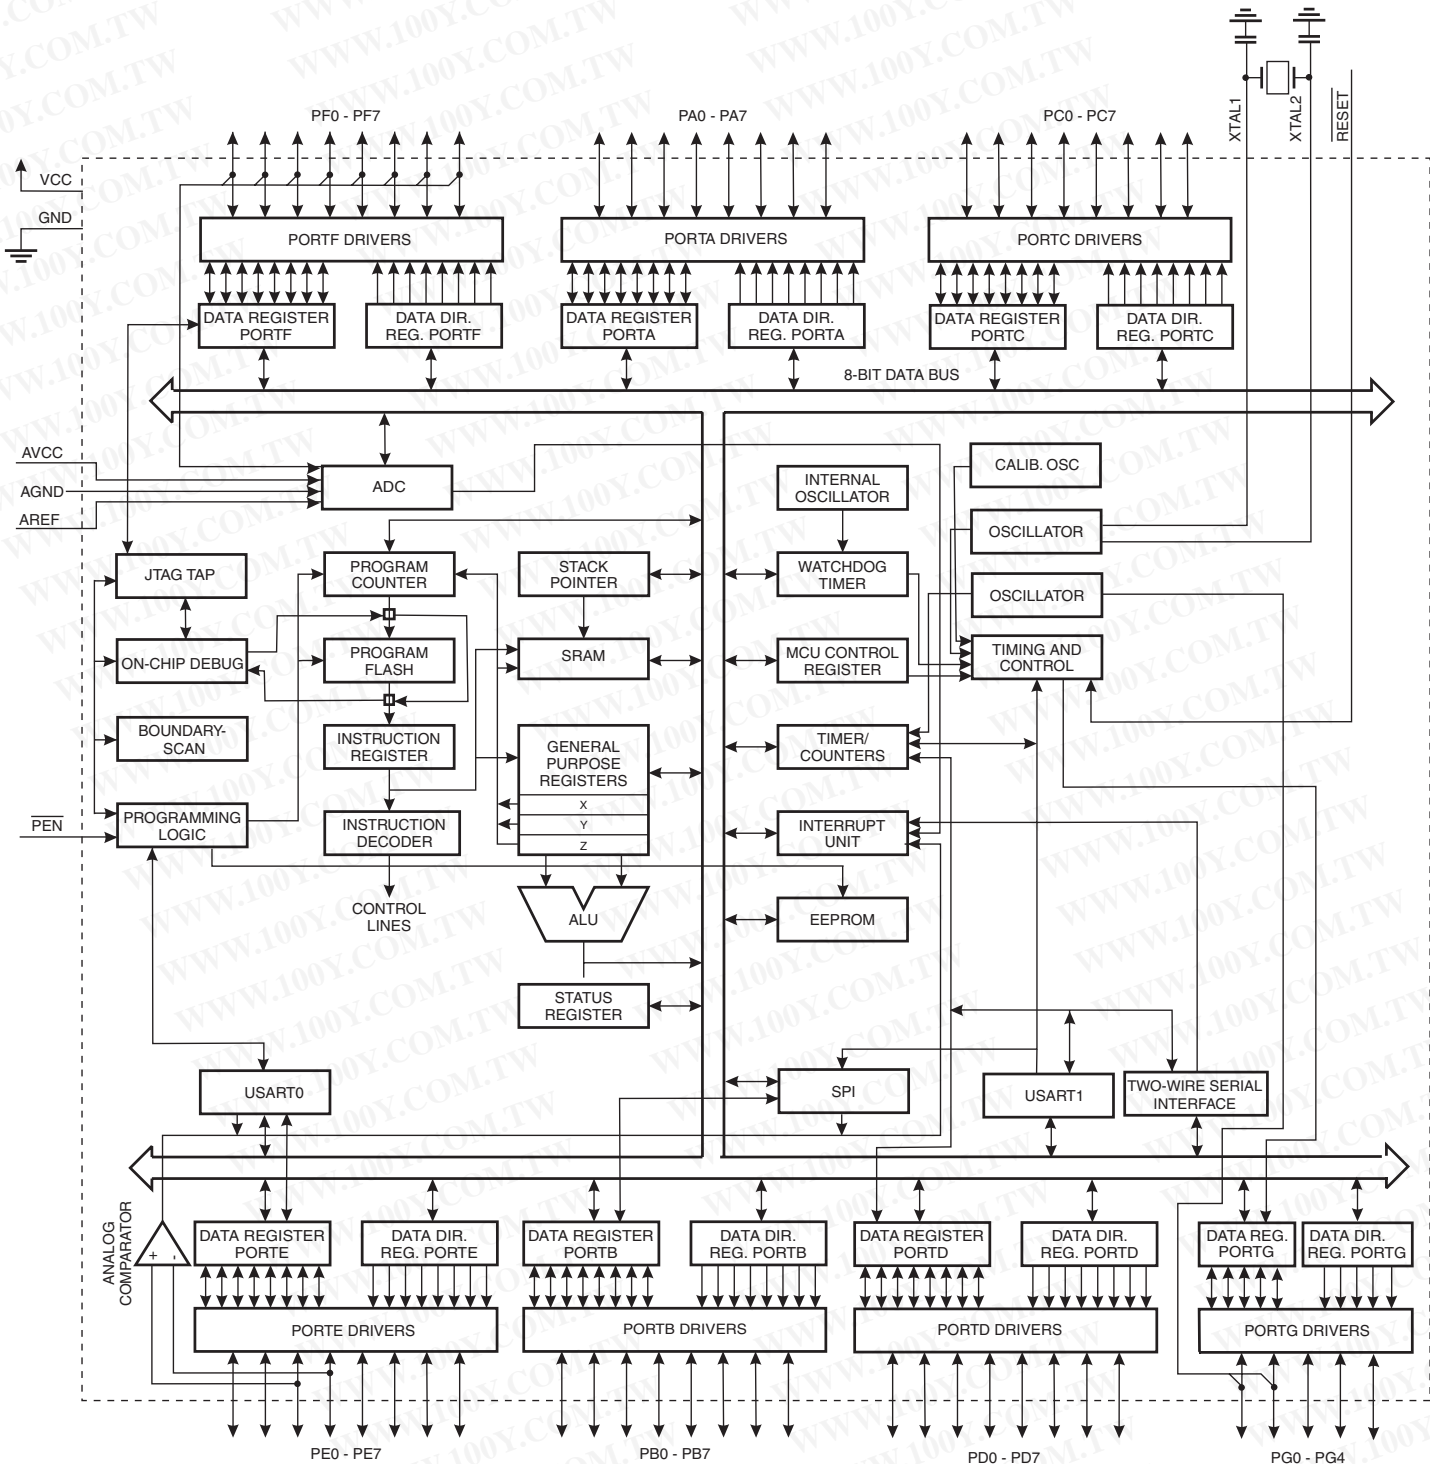 XTAL1
XTAL2
RESET
PF0 - PF7
PA0 - PA7
PC0 - PC7
VCC
GND
PORTF DRIVERS
PORTA DRIVERS
PORTC DRIVERS
DATA REGISTER
PORTF
DATA DIR.
REG. PORTF
DATA REGISTER
PORTA
DATA DIR.
REG. PORTA
DATA REGISTER
PORTC
DATA DIR.
REG. PORTC
8-BIT DATA BUS
AVCC
AGND
AREF
ADC
INTERNAL
OSCILLATOR
CALIB. OSC
OSCILLATOR
JTAG TAP
PROGRAM
COUNTER
STACK
POINTER
WATCHDOG
TIMER
OSCILLATOR
ON-CHIP DEBUG
PROGRAM
FLASH
SRAM
MCU CONTROL
REGISTER
TIMING AND
CONTROL
BOUNDARY-
SCAN
INSTRUCTION
REGISTER
GENERAL
PURPOSE
REGISTERS
X
Y
Z
TIMER/
COUNTERS
PEN
PROGRAMMING
LOGIC
INSTRUCTION
DECODER
INTERRUPT
UNIT
CONTROL
LINES
ALU
EEPROM
STATUS
REGISTER
USART0
SPI
USART1
TWO-WIRE SERIAL
INTERFACE
ANALOG
COMPARATOR
+
-
DATA REGISTER
PORTE
DATA DIR.
REG. PORTE
DATA REGISTER
PORTB
DATA DIR.
REG. PORTB
DATA REGISTER
PORTD
DATA DIR.
REG. PORTD
DATA REG.
PORTG
DATA DIR.
REG. PORTG
PORTE DRIVERS
PORTB DRIVERS
PORTD DRIVERS
PORTG DRIVERS
PE0 - PE7
PB0 - PB7
PD0 - PD7
PG0 - PG4
WWW.100Y.COM.TW